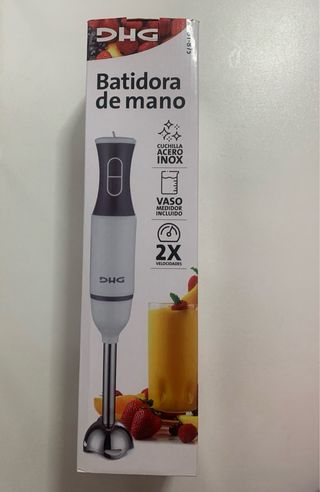 DHG
Batidora
de mano
CUCHILLA
ACERO
INOX
VASO
MEDIDOR
INCLUIDO
2X
VELOCIDADES
DHG